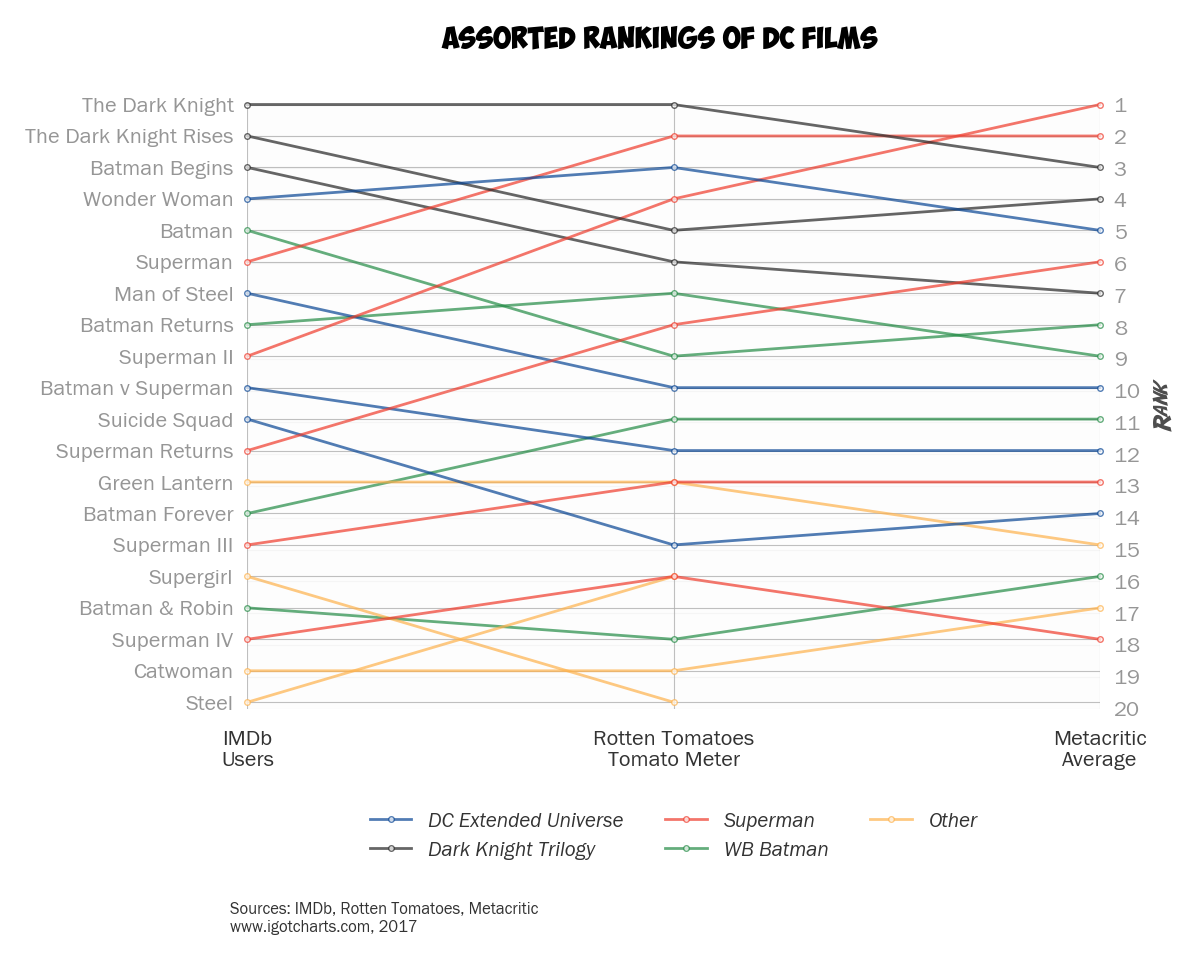 ASSORTED RANKINGS OF DC FILMS
The Dark Knight 1
The Dark Knight Rises 2
Batman Begins 3
Wonder Woman 4
Batman 5
Superman 6
Man of Steel 7
Batman Returns 8
Superman II 9
Batman v Superman 10
Suicide Squad 11
Superman Returns 12
Green Lantern 13
Batman Forever 14
Superman III 15
Supergirl 16
Batman & Robin 17
Superman IV 18
Catwoman 19
Steel 20
RANK
IMDb Rotten Tomatoes Metacritic
Users Tomato Meter Average
DC Extended Universe Superman Other
Dark Knight Trilogy WB Batman
Sources: IMDb, Rotten Tomatoes, Metacritic
www.igotcharts.com, 2017